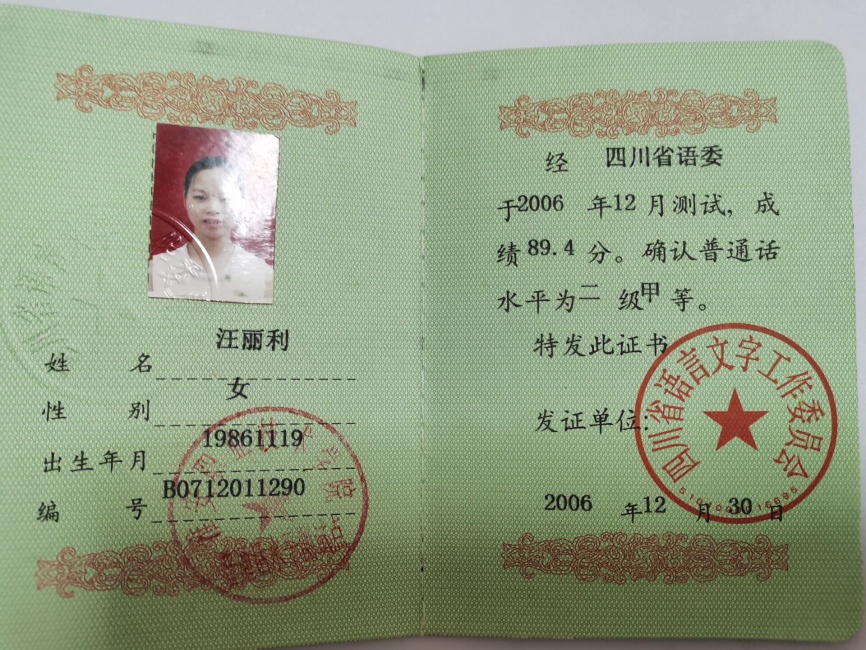 汪丽利
姓 名
女
性 别
19861119
出生年月
B0712011290
编 号
经 四川省语委
于2006 年12月测试，成
绩89.4分。确认普通话
水平为二 级甲等。
特发此证书
发证单位：
四川省语言文字工作委员会
2006 年12 月 30 日